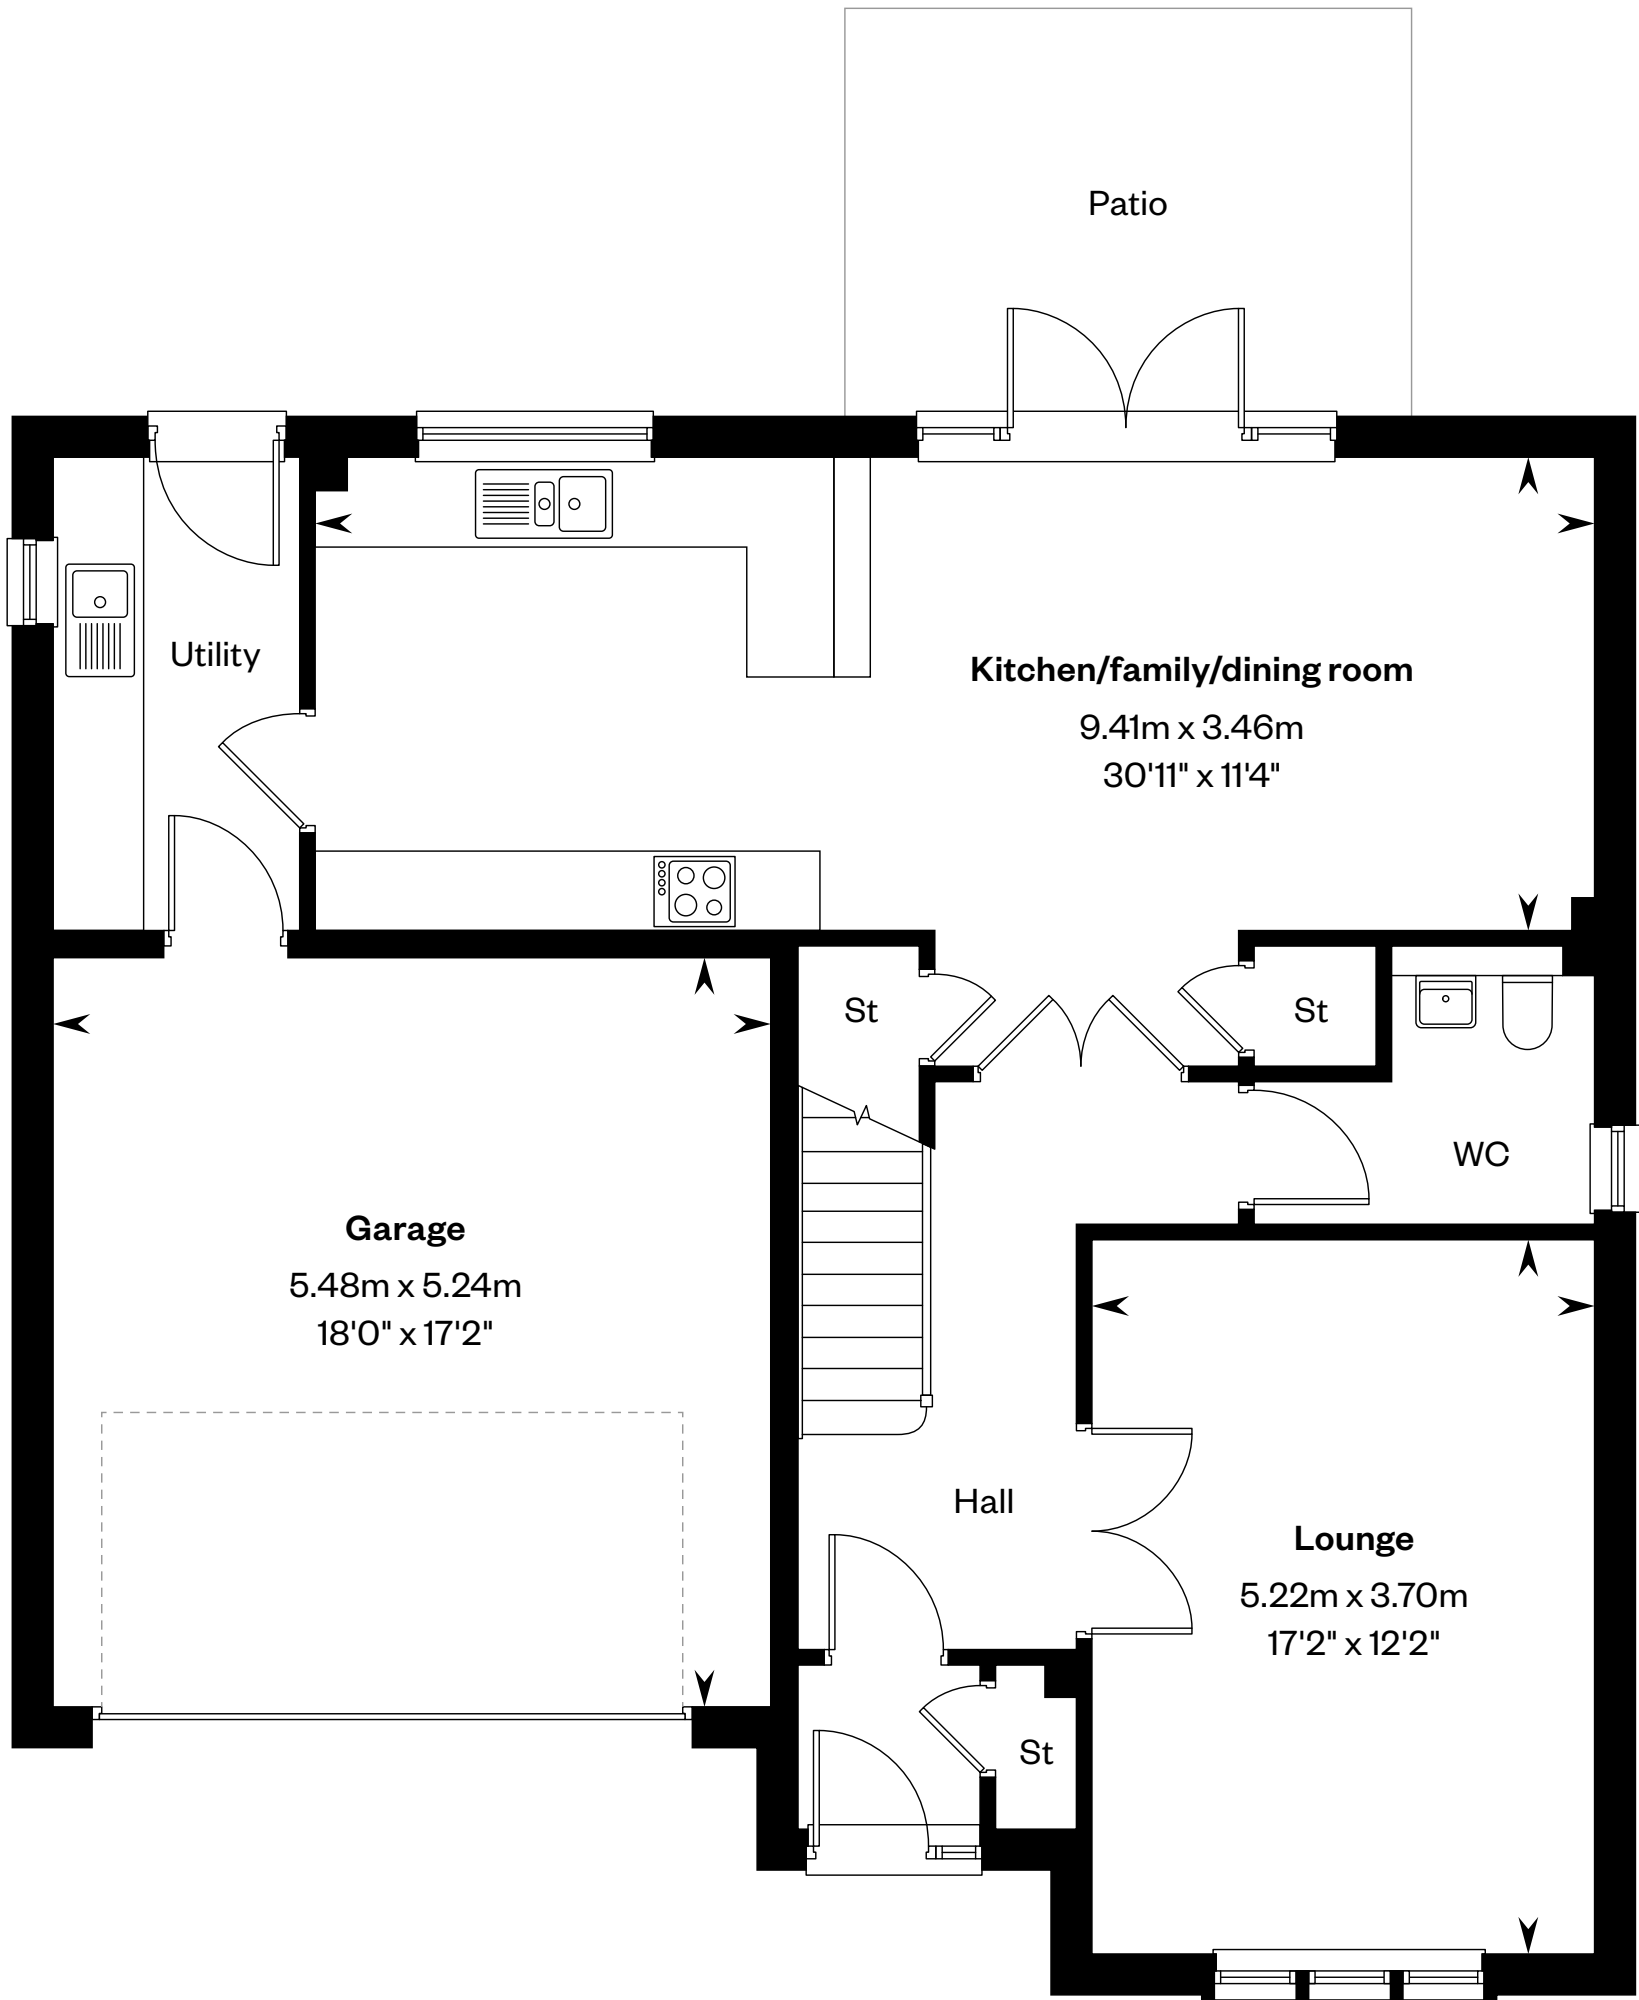 Patio
Utility
Kitchen/family/dining room
9.41m x 3.46m
30'11" x 11'4"
St
St
WC
Garage
5.48m x 5.24m
18'0" x 17'2"
Hall
Lounge
5.22m x 3.70m
17'2" x 12'2"
St